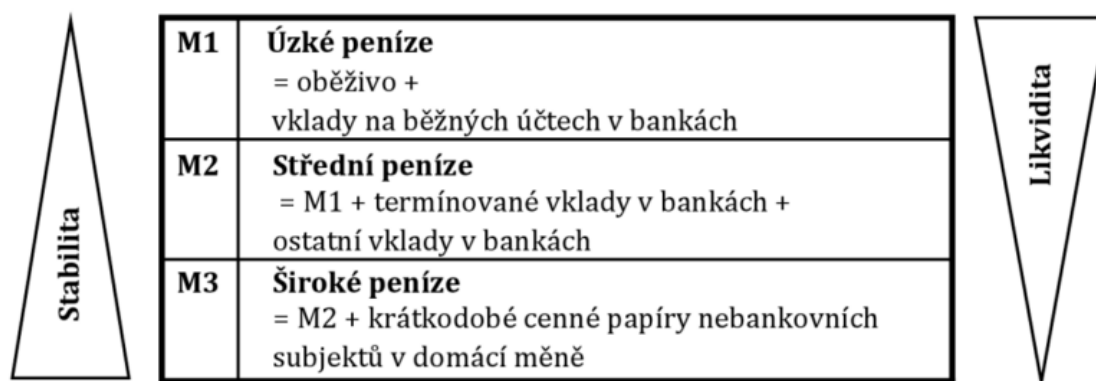 M1 Úzké peníze
= oběživo +
vklady na běžných účtech v bankách
M2 Střední peníze
= M1 + termínované vklady v bankách +
ostatní vklady v bankách
M3 Široké peníze
= M2 + krátkodobé cenné papíry nebankovních
subjektů v domácí měně
Stabilita
Likvidita